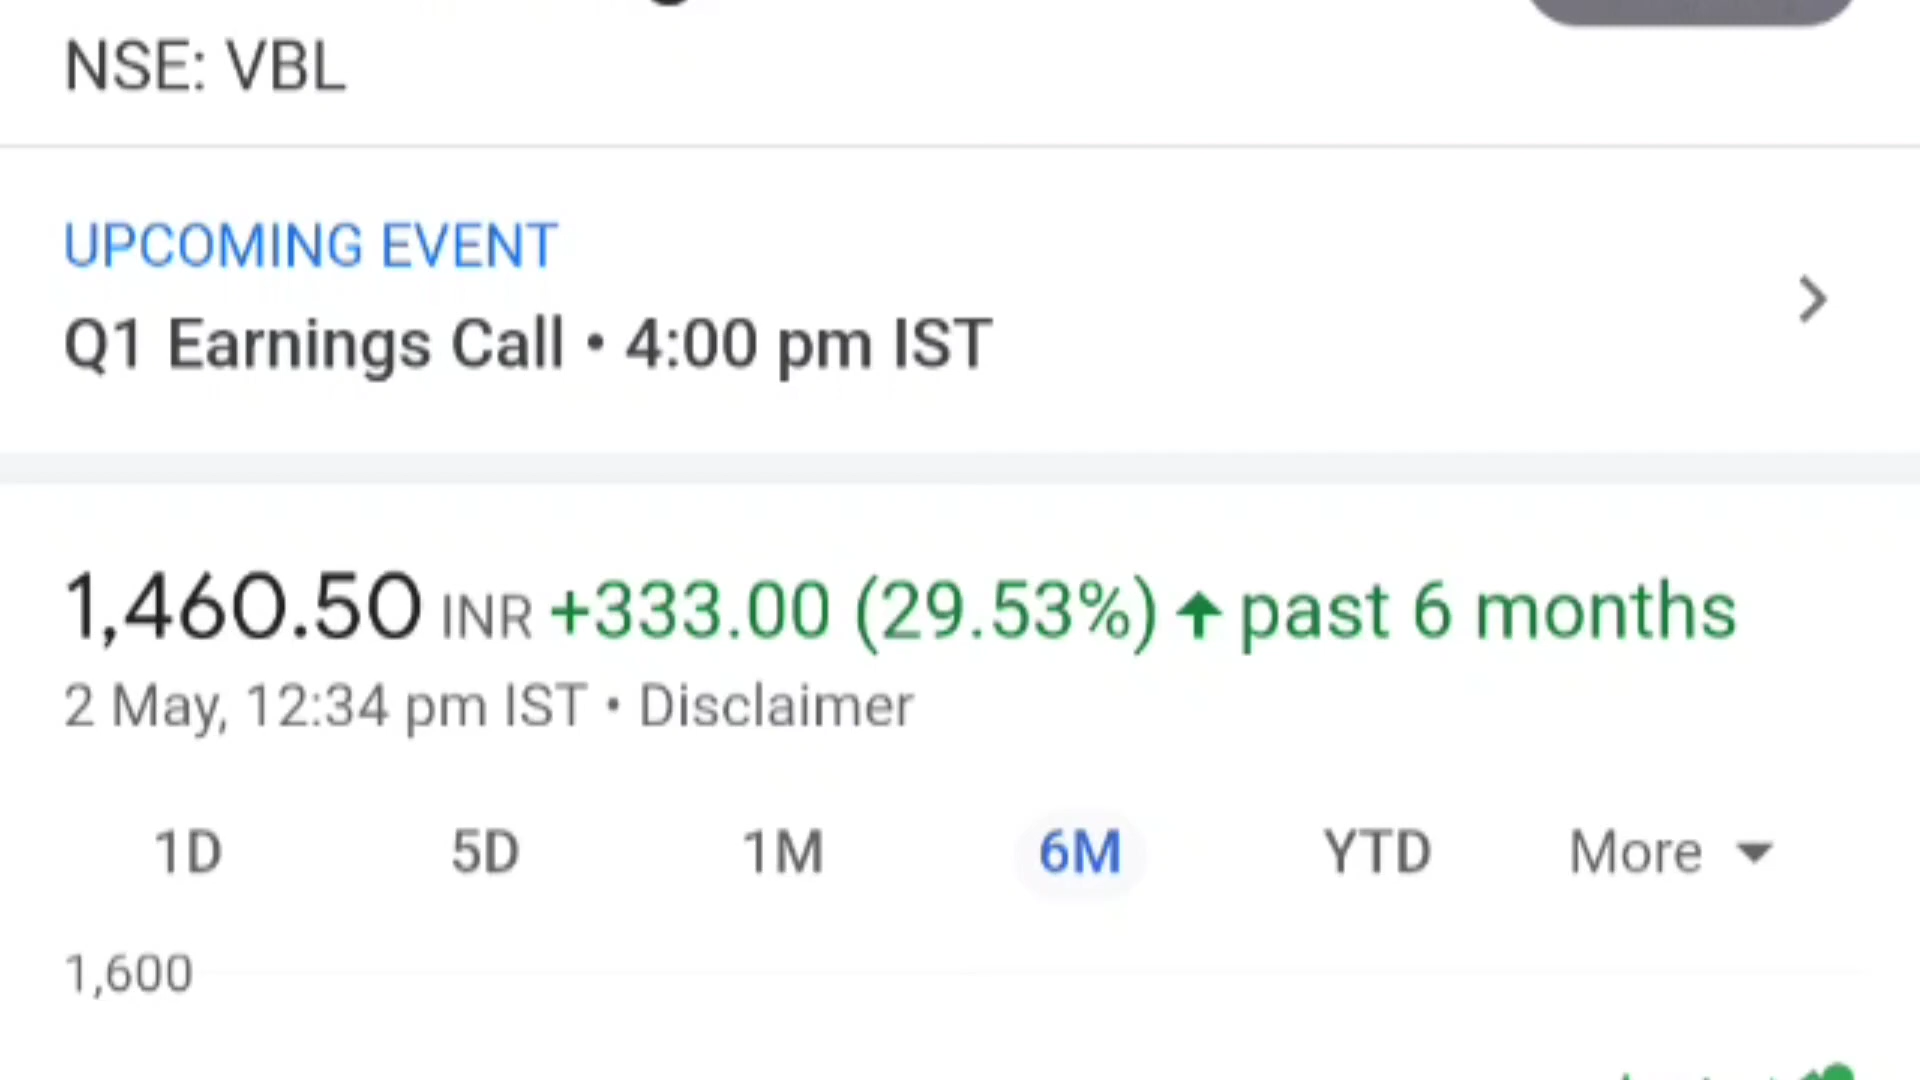 NSE: VBL
UPCOMING EVENT
Q1 Earnings Call • 4:00 pm IST
1,460.50 INR +333.00 (29.53%) ↑ past 6 months
2 May, 12:34 pm IST • Disclaimer
1D 5D 1M 6M YTD More
1,600